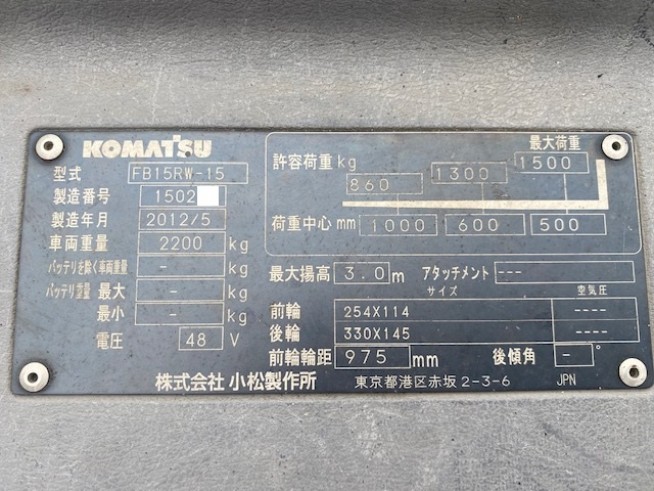 KOMATSU
型式 FB15RW-15
製造番号 1502
製造年月 2012/5
車両重量 2200 kg
バッテリを除く車両重量 - kg
バッテリ重量 最大 - kg
最小 - kg
電圧 48 V
最大荷重
許容荷重 kg 860 1300 1500
荷重中心 mm 1000 600 500
最大揚高 3.0 m アタッチメント ---
サイズ 空気圧
前輪 254X114 ----
後輪 330X145 ----
前輪輪距 975 mm 後傾角 - °
株式会社 小松製作所 東京都港区赤坂 2-3-6 JPN